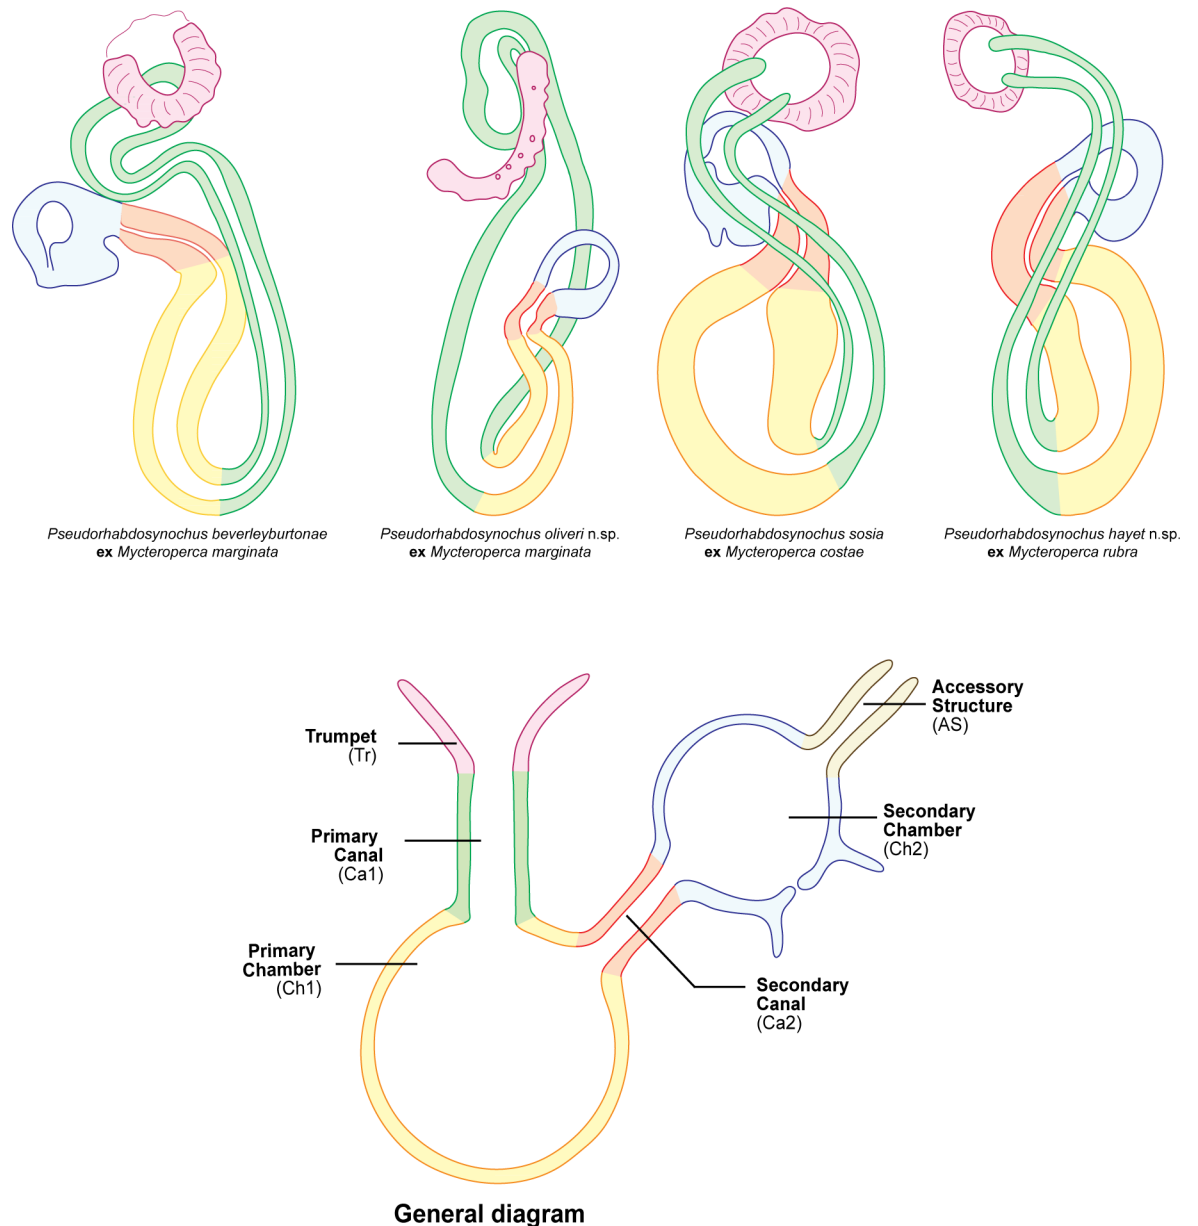 Pseudorhabdosynochus beverleyburtonae
ex Mycteroperca marginata
Pseudorhabdosynochus oliveri n.sp.
ex Mycteroperca marginata
Pseudorhabdosynochus sosia
ex Mycteroperca costae
Pseudorhabdosynochus hayet n.sp.
ex Mycteroperca rubra
Trumpet
(Tr)
Primary
Canal
(Ca1)
Primary
Chamber
(Ch1)
Accessory
Structure
(AS)
Secondary
Chamber
(Ch2)
Secondary
Canal
(Ca2)
General diagram